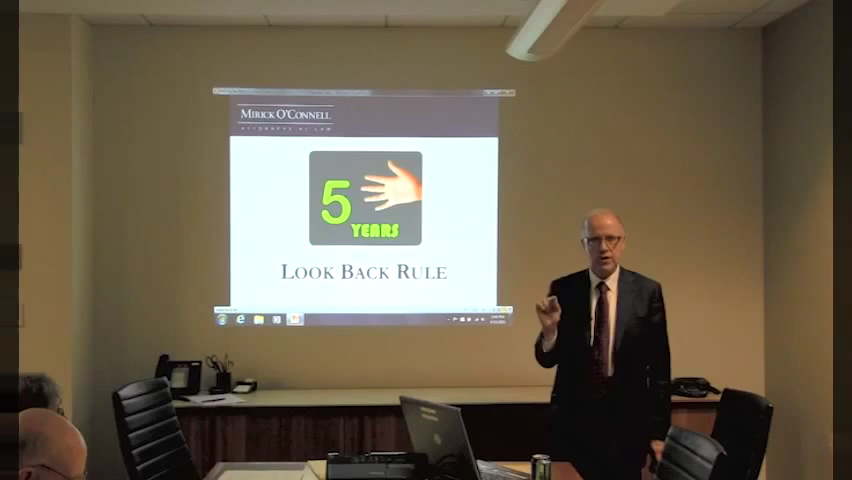 MIRICK O'CONNELL
ATTORNEYS AT LAW
5
YEARS
LOOK BACK RULE